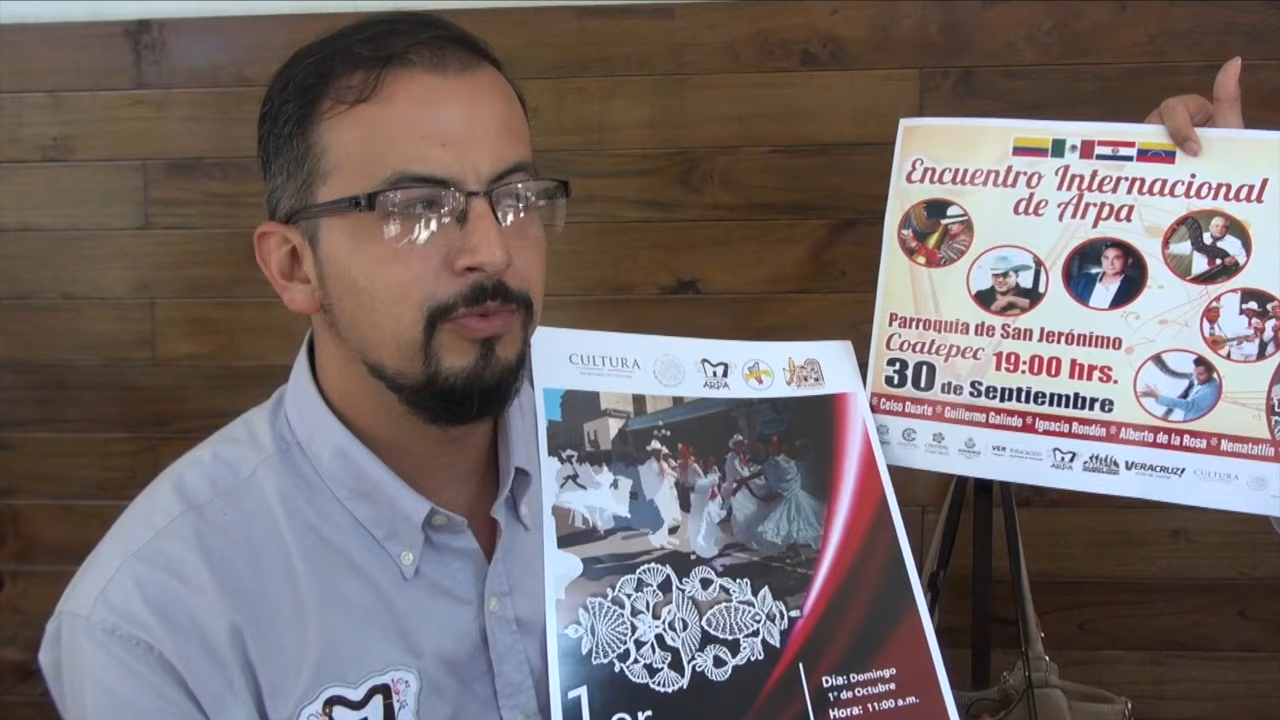 Encuentro Internacional
de Arpa
Parroquia de San Jerónimo
Coatepec 19:00 hrs.
30 de Septiembre
* Celso Duarte * Guillermo Galindo * Ignacio Rondón * Alberto de la Rosa * Nematatlín
VER Educación
ARPA
VERACRUZ!
CULTURA
CULTURA
ARPA
Día: Domingo
1° de Octubre
Hora: 11:00 a.m.
1er